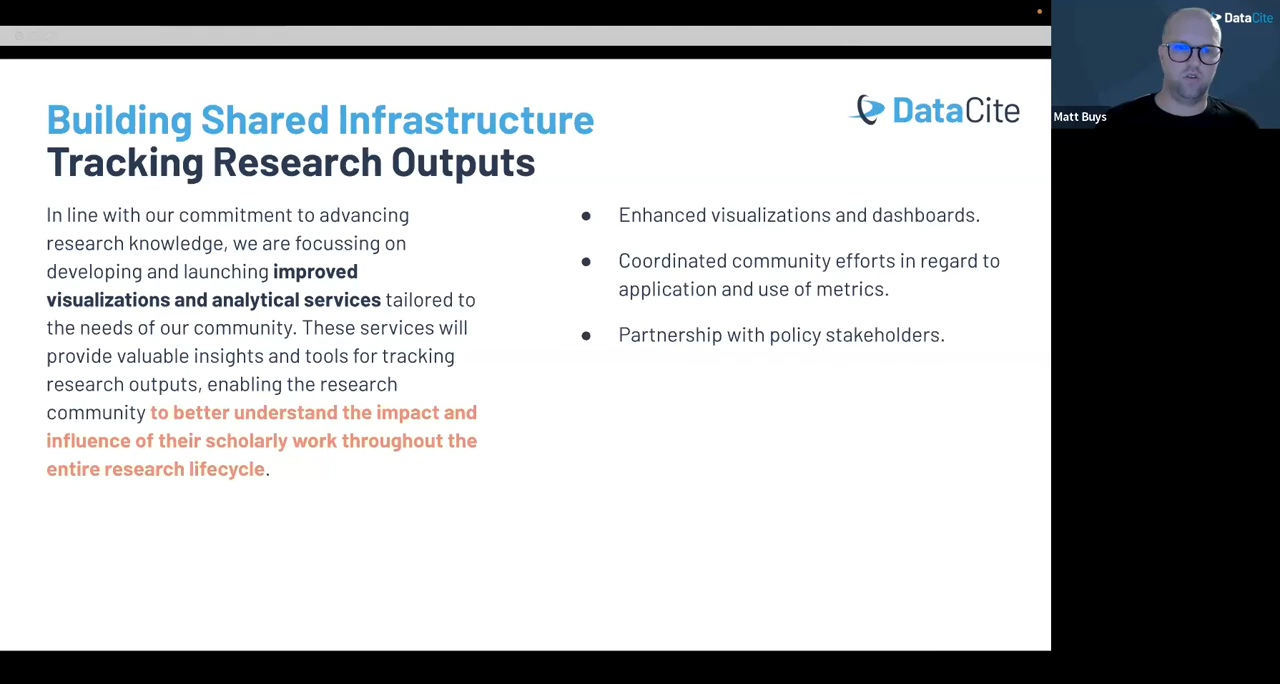 Building Shared Infrastructure
Tracking Research Outputs
DataCite
In line with our commitment to advancing
research knowledge, we are focussing on
developing and launching improved
visualizations and analytical services tailored to
the needs of our community. These services will
provide valuable insights and tools for tracking
research outputs, enabling the research
community to better understand the impact and
influence of their scholarly work throughout the
entire research lifecycle.
● Enhanced visualizations and dashboards.
● Coordinated community efforts in regard to
application and use of metrics.
● Partnership with policy stakeholders.
DataCite
Matt Buys